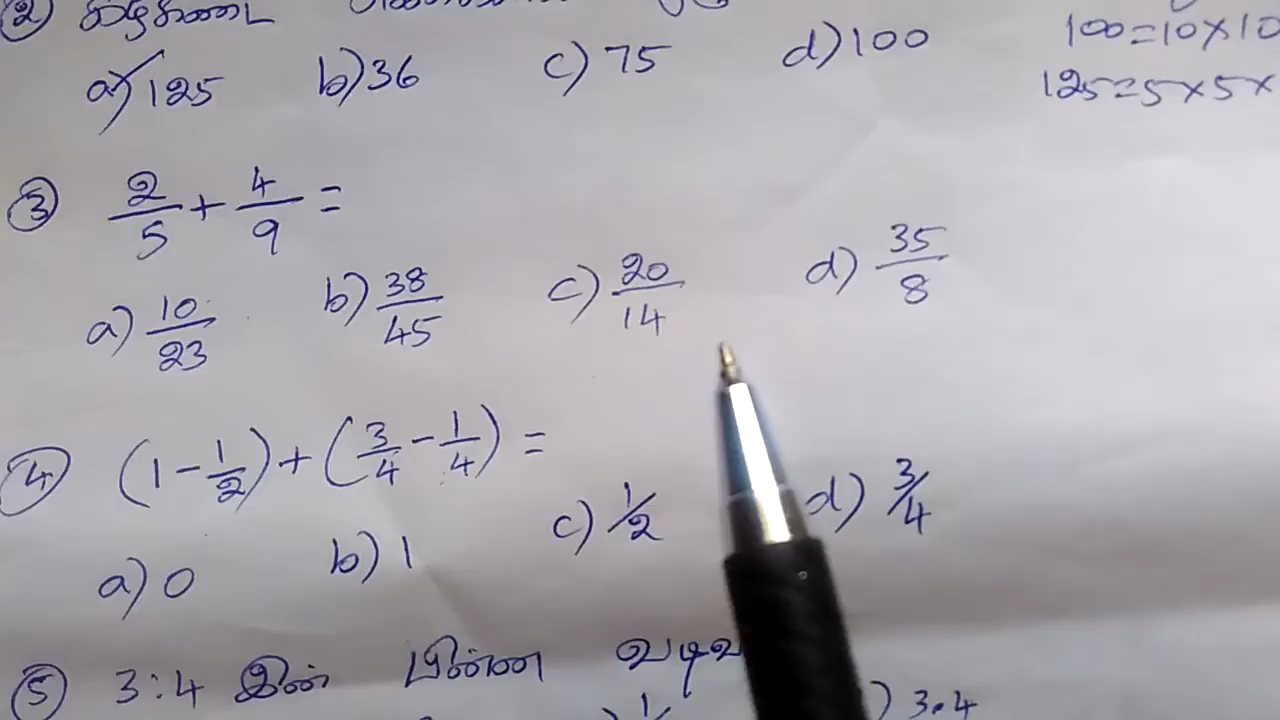 ② கீழ்கண்ட
a) 125 b) 36 c) 75 d) 100
100=10×10
125=5×5×
③ 2/5 + 4/9 =
a) 10/23 b) 38/45 c) 20/14 d) 35/8
④ (1-1/2)+(3/4-1/4) =
a) 0 b) 1 c) 1/2 d) 3/4
⑤ 3:4 இன் பின்ன வடிவ
) 3.4